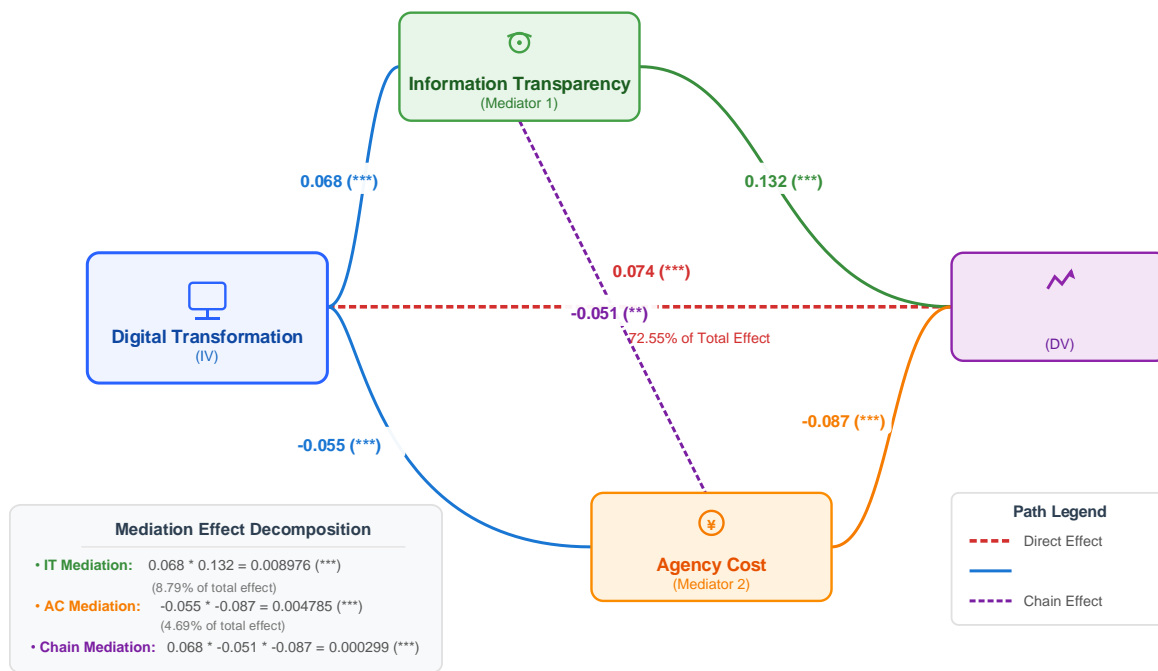 Information Transparency
(Mediator 1)
0.068 (***)
0.132 (***)
0.074 (***)
-0.051 (**)
72.55% of Total Effect
Digital Transformation
(IV)
(DV)
-0.055 (***)
-0.087 (***)
¥
Agency Cost
(Mediator 2)
Mediation Effect Decomposition
• IT Mediation: 0.068 * 0.132 = 0.008976 (***)
(8.79% of total effect)
• AC Mediation: -0.055 * -0.087 = 0.004785 (***)
(4.69% of total effect)
• Chain Mediation: 0.068 * -0.051 * -0.087 = 0.000299 (***)
Path Legend
Direct Effect
Chain Effect